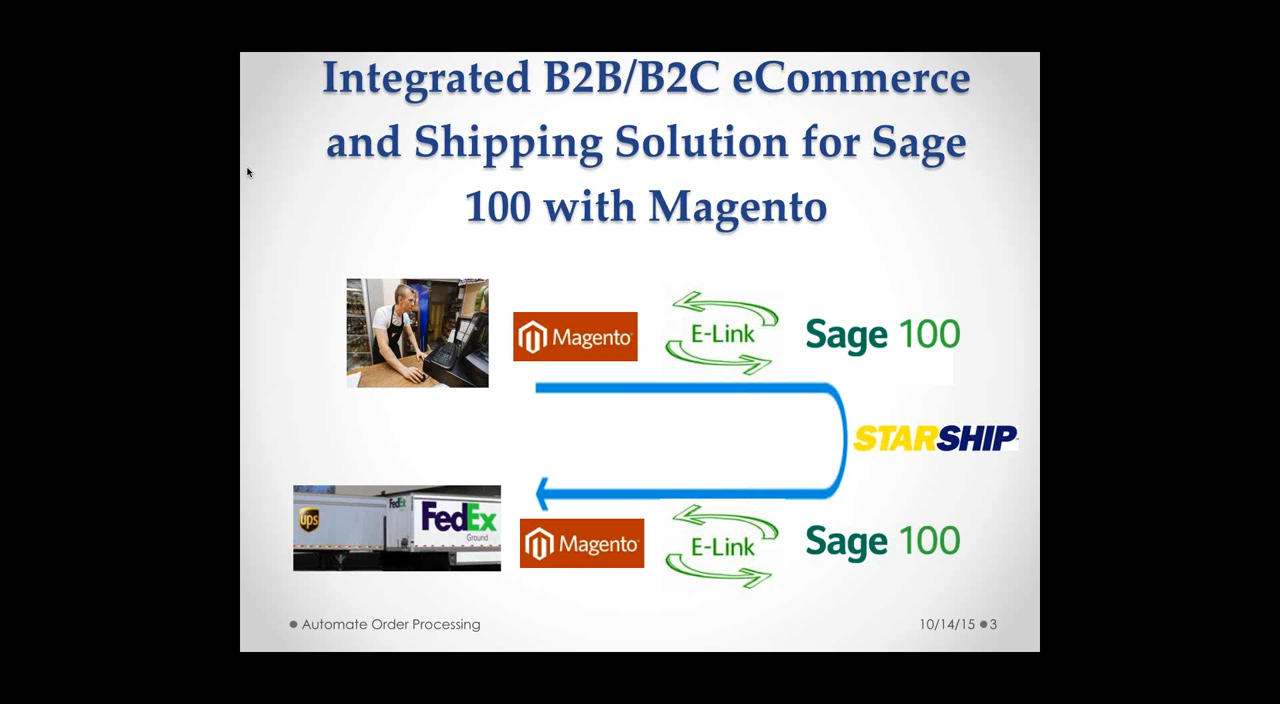 Integrated B2B/B2C eCommerce
and Shipping Solution for Sage
100 with Magento
Magento
E-Link
Sage 100
STARSHIP
ups
FedEx
FedEx
Ground
Magento
E-Link
Sage 100
Automate Order Processing
10/14/15
3